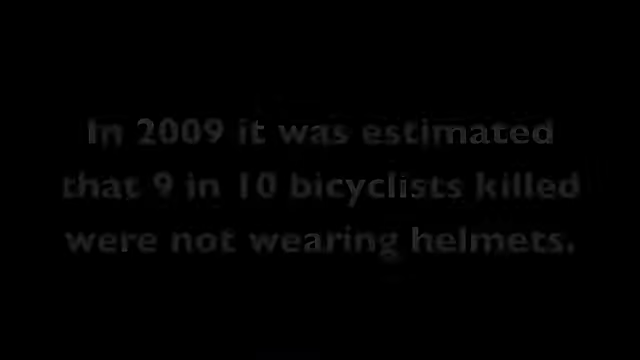 In 2009 it was estimated
that 9 in 10 bicyclists killed
were not wearing helmets.